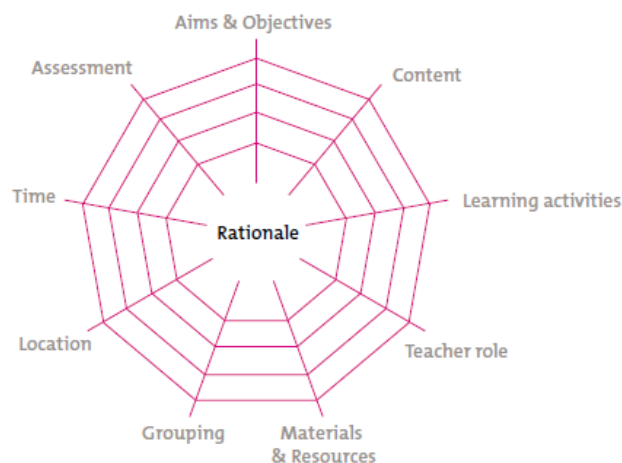 Aims & Objectives
Assessment
Content
Time
Learning activities
Rationale
Location
Teacher role
Grouping
Materials
& Resources